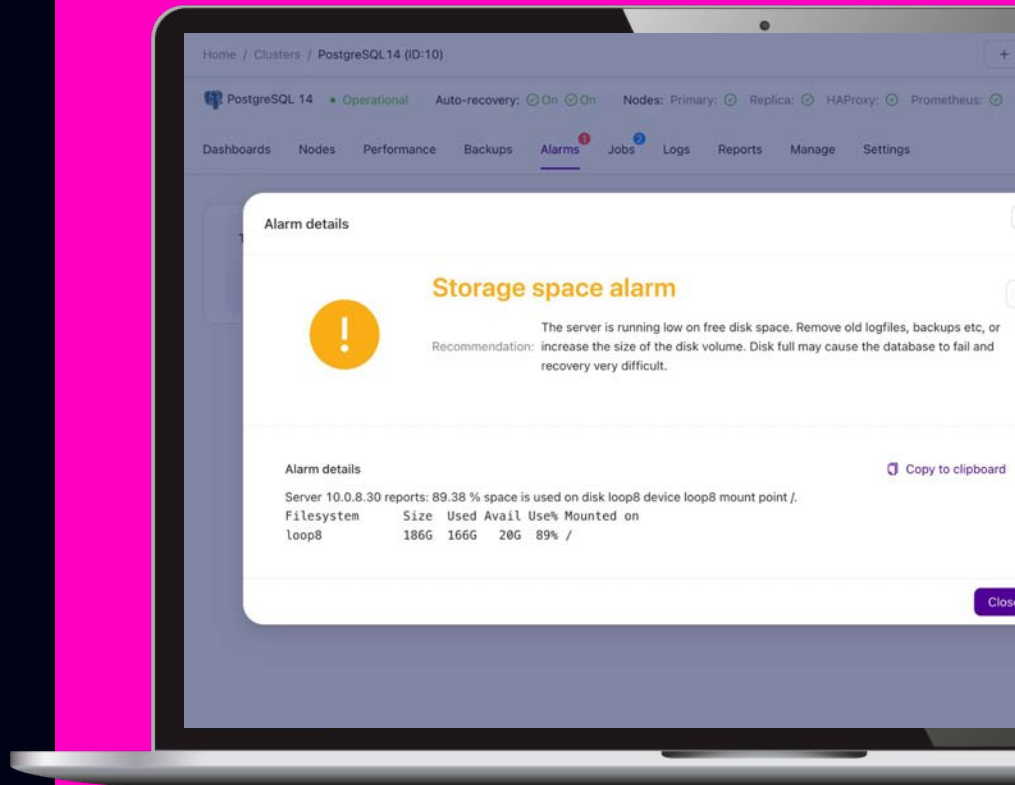 Home / Clusters / PostgreSQL14 (ID:10)
PostgreSQL 14 • Operational Auto-recovery: On On Nodes: Primary: Replica: HAProxy: Prometheus:
Dashboards Nodes Performance Backups Alarms 1 Jobs 2 Logs Reports Manage Settings
Alarm details
Storage space alarm
The server is running low on free disk space. Remove old logfiles, backups etc, or
Recommendation: increase the size of the disk volume. Disk full may cause the database to fail and
recovery very difficult.
Alarm details
Copy to clipboard
Server 10.0.8.30 reports: 89.38 % space is used on disk loop8 device loop8 mount point /.
Filesystem Size Used Avail Use% Mounted on
loop8 186G 166G 20G 89% /
Close